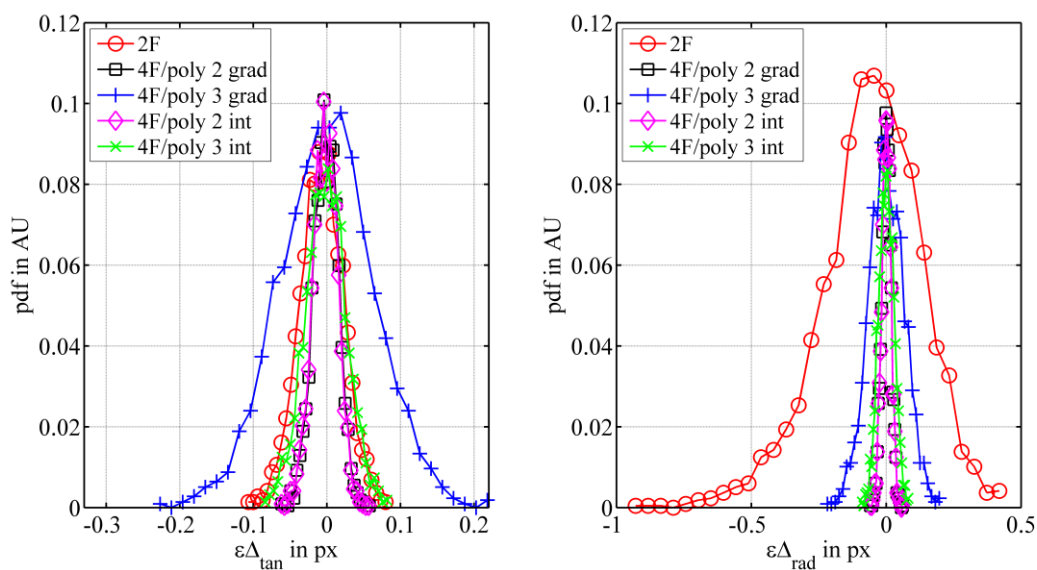 0.12
0.1
0.08
0.06
0.04
0.02
0
pdf in AU
2F
4F/poly 2 grad
4F/poly 3 grad
4F/poly 2 int
4F/poly 3 int
-0.3 -0.2 -0.1 0 0.1 0.2
εΔtan in px
0.12
0.1
0.08
0.06
0.04
0.02
0
pdf in AU
2F
4F/poly 2 grad
4F/poly 3 grad
4F/poly 2 int
4F/poly 3 int
-1 -0.5 0 0.5
εΔrad in px